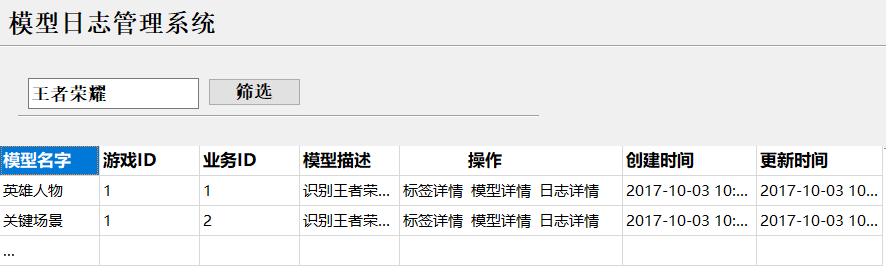 模型日志管理系统
王者荣耀 筛选
模型名字 游戏ID 业务ID 模型描述 操作 创建时间 更新时间
英雄人物 1 1 识别王者荣... 标签详情 模型详情 日志详情 2017-10-03 10:... 2017-10-03 10...
关键场景 1 2 识别王者荣... 标签详情 模型详情 日志详情 2017-10-03 10:... 2017-10-03 10...
...